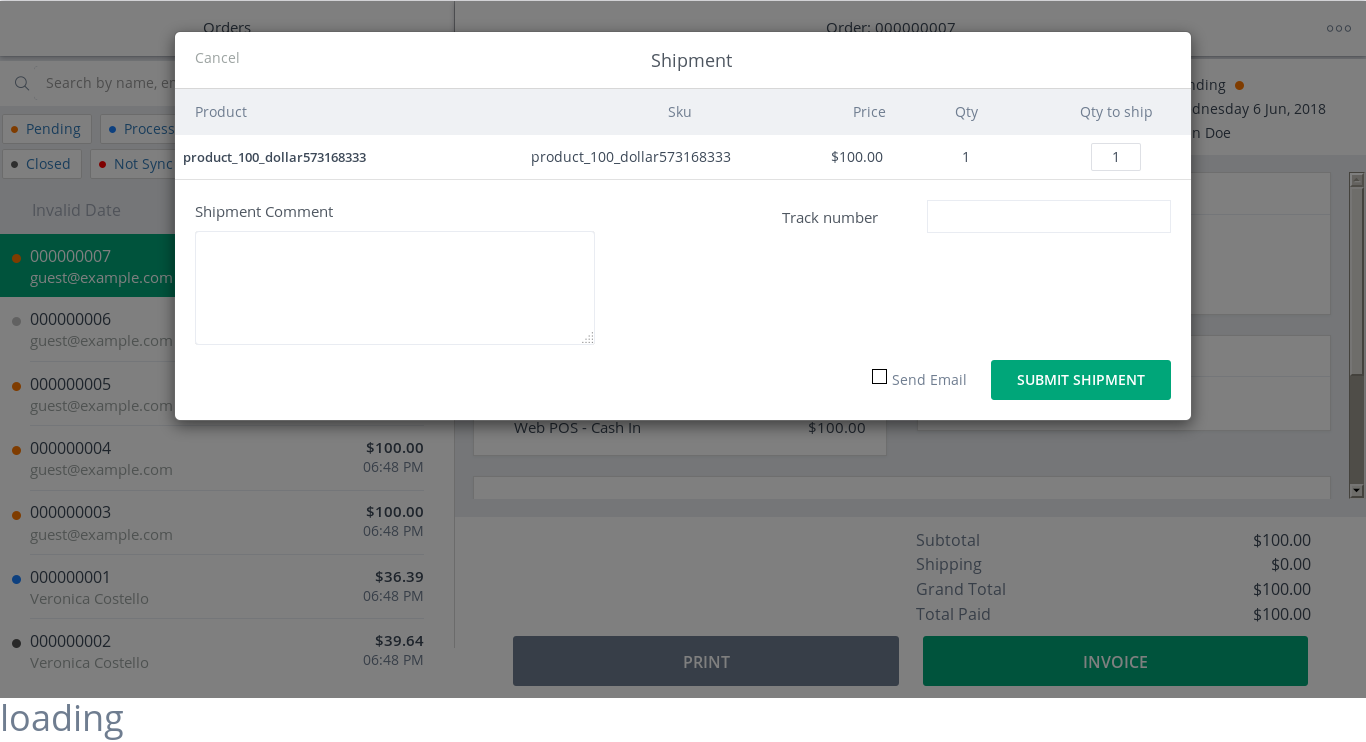 Orders
Order: 000000007
Cancel
Shipment
Search by name, en
nding
dnesday 6 Jun, 2018
n Doe
Product Sku Price Qty Qty to ship
product_100_dollar573168333 product_100_dollar573168333 $100.00 1 1
Pending Process
Closed Not Sync
Invalid Date
Shipment Comment
Track number
Send Email
SUBMIT SHIPMENT
000000007
guest@example.com
000000006
guest@example.com
000000005
guest@example.com
000000004 $100.00
guest@example.com 06:48 PM
000000003 $100.00
guest@example.com 06:48 PM
000000001 $36.39
Veronica Costello 06:48 PM
000000002 $39.64
Veronica Costello 06:48 PM
Web POS - Cash In $100.00
Subtotal $100.00
Shipping $0.00
Grand Total $100.00
Total Paid $100.00
PRINT
INVOICE
loading